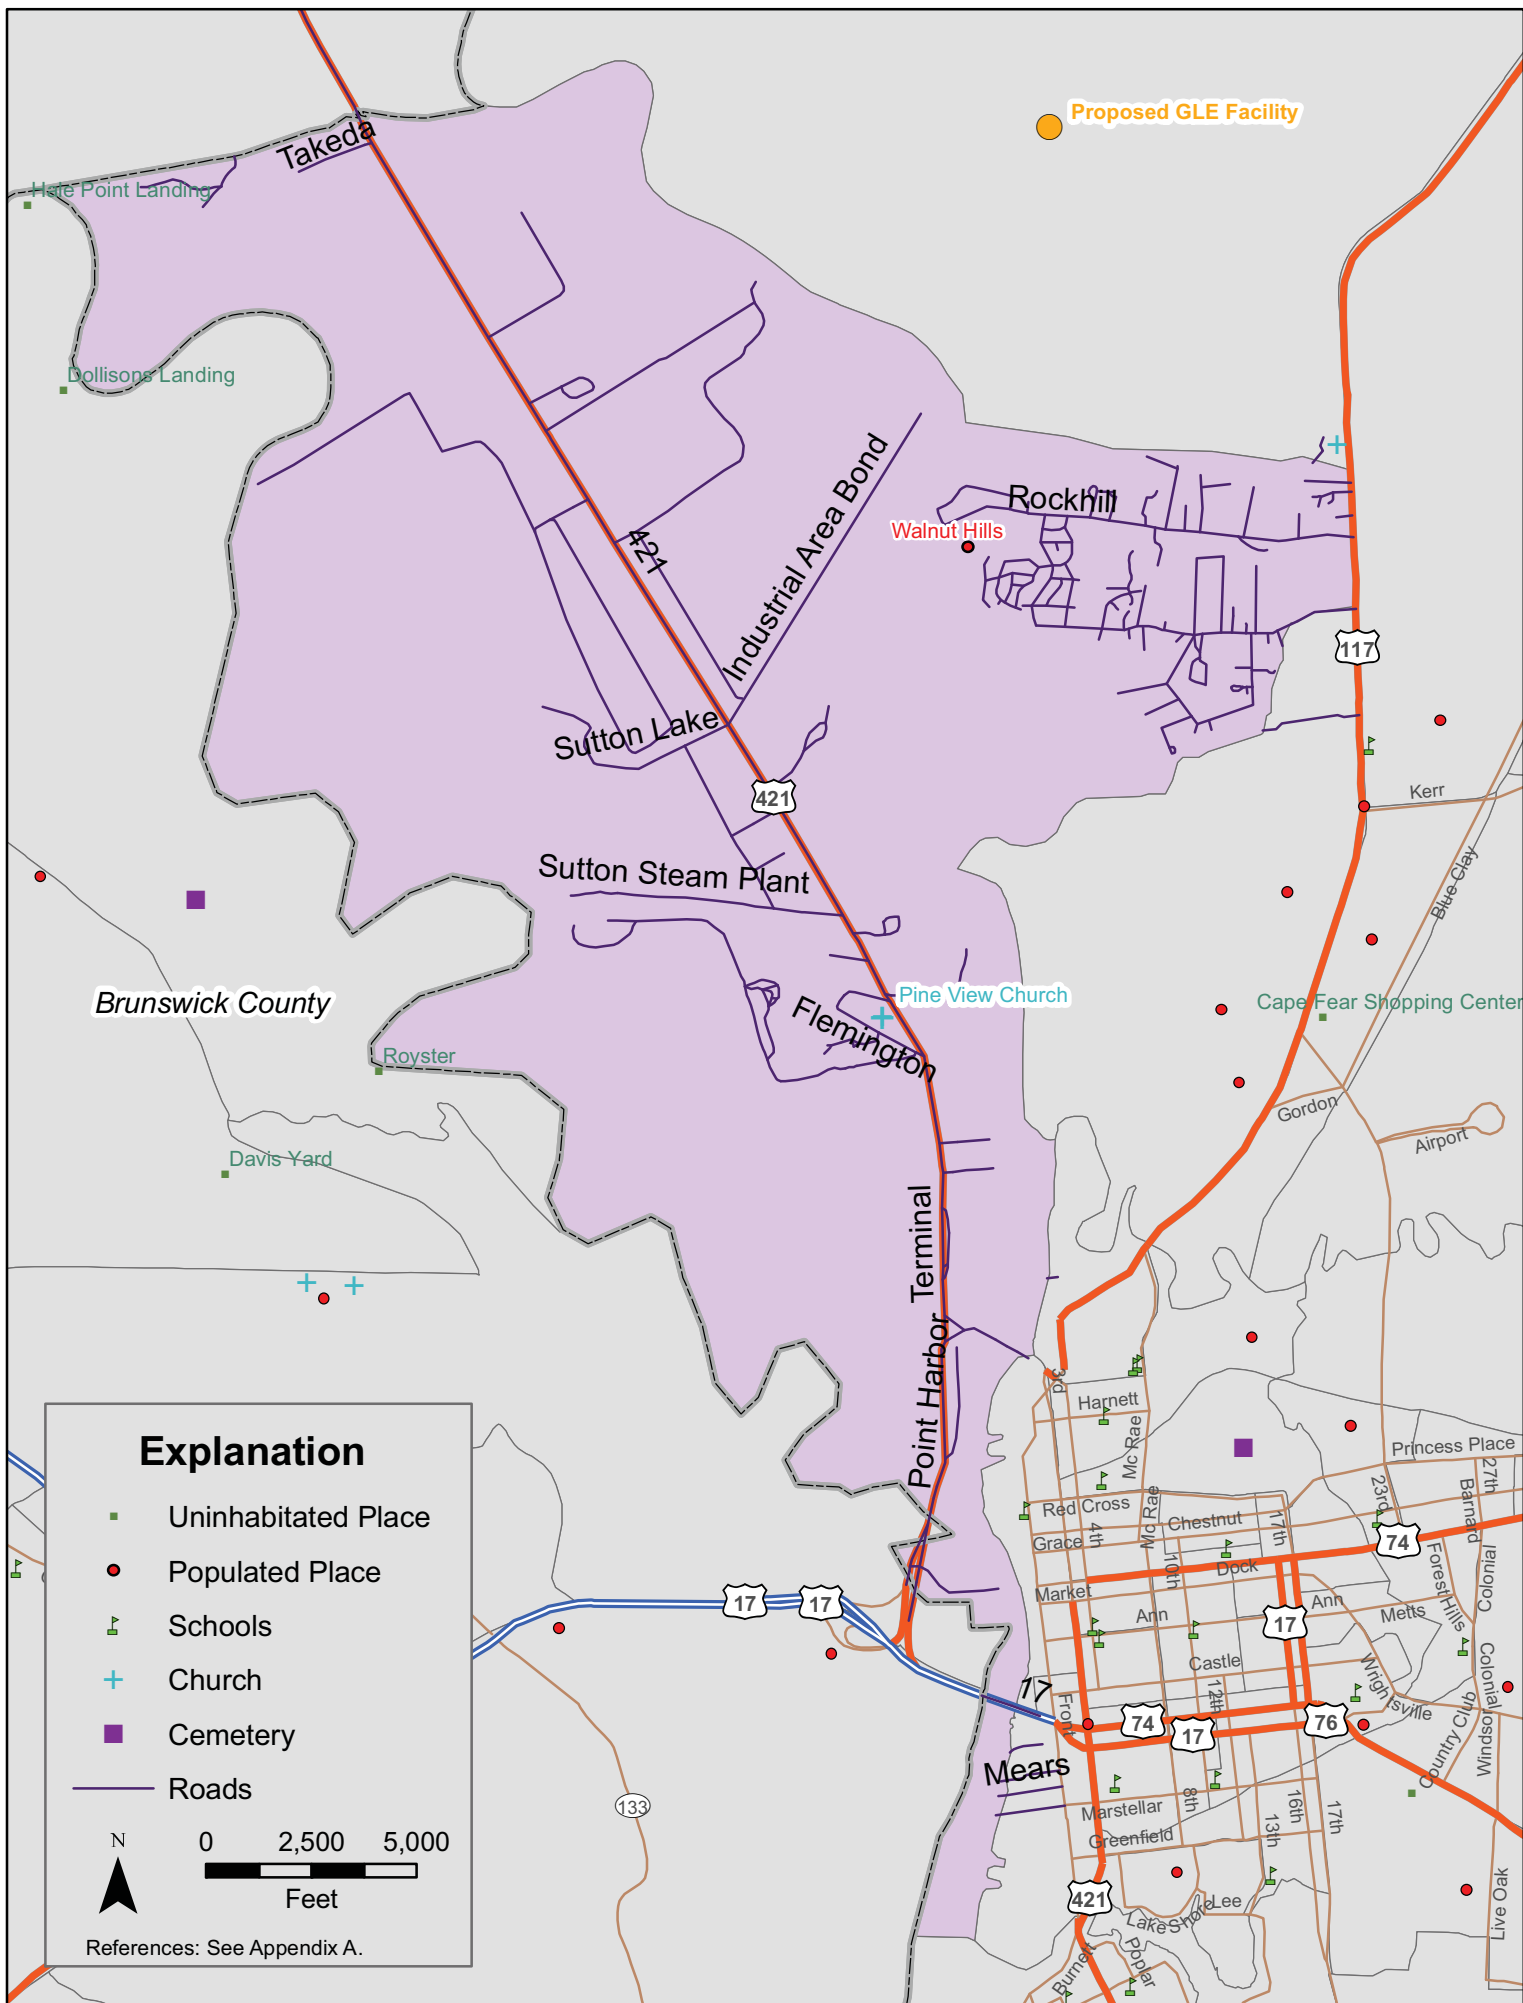 Proposed GLE Facility
Takeda
Hale Point Landing
Dollisons Landing
Industrial Area Bond
Rockhill
Walnut Hills
421
117
Sutton Lake
421
Kerr
Blue Clay
Sutton Steam Plant
Brunswick County
Pine View Church
Cape Fear Shopping Center
Flemington
Royster
Gordon
Airport
Davis Yard
Point Harbor Terminal
3rd
Harnett
Mc Rae
Princess Place
27th
23rd
Barnard
Red Cross
Mc Rae
Chestnut
17th
4th
Grace
74
10th
Dock
Forest Hills
Colonial
Market
17
17
Ann
17
Ann
Metts
Castle
12th
Wrightsville
Colonial
17
Front
74
17
76
Country Club
Windsor
Mears
133
Marstellar
8th
16th
17th
Greenfield
13th
421
Lake Shore
Lee
Live Oak
Burnett
Poplar
Explanation
Uninhabitated Place
Populated Place
Schools
Church
Cemetery
Roads
N
0 2,500 5,000
Feet
References: See Appendix A.